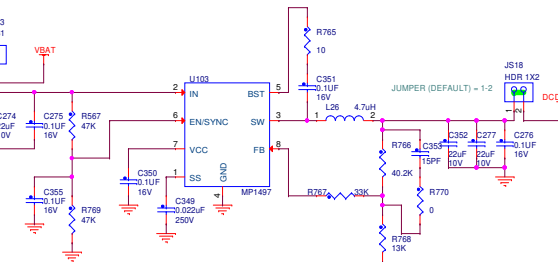 3
VBAT
R765
10
U103
JS18
HDR 1X2
C351
0.1UF
16V
JUMPER (DEFAULT) = 1-2
2
IN
BST
5
1
2
L26
4.7uH
C275
0.1UF
16V
R567
47K
6
EN/SYNC
SW
3
1
2
7
VCC
FB
8
C353
15PF
C352
22uF
10V
C277
22uF
10V
C276
0.1UF
16V
R766
40.2K
C350
0.1UF
16V
1
SS
GND
4
MP1497
R767
33K
R770
0
C355
0.1UF
16V
R769
47K
C349
0.022uF
250V
R768
13K